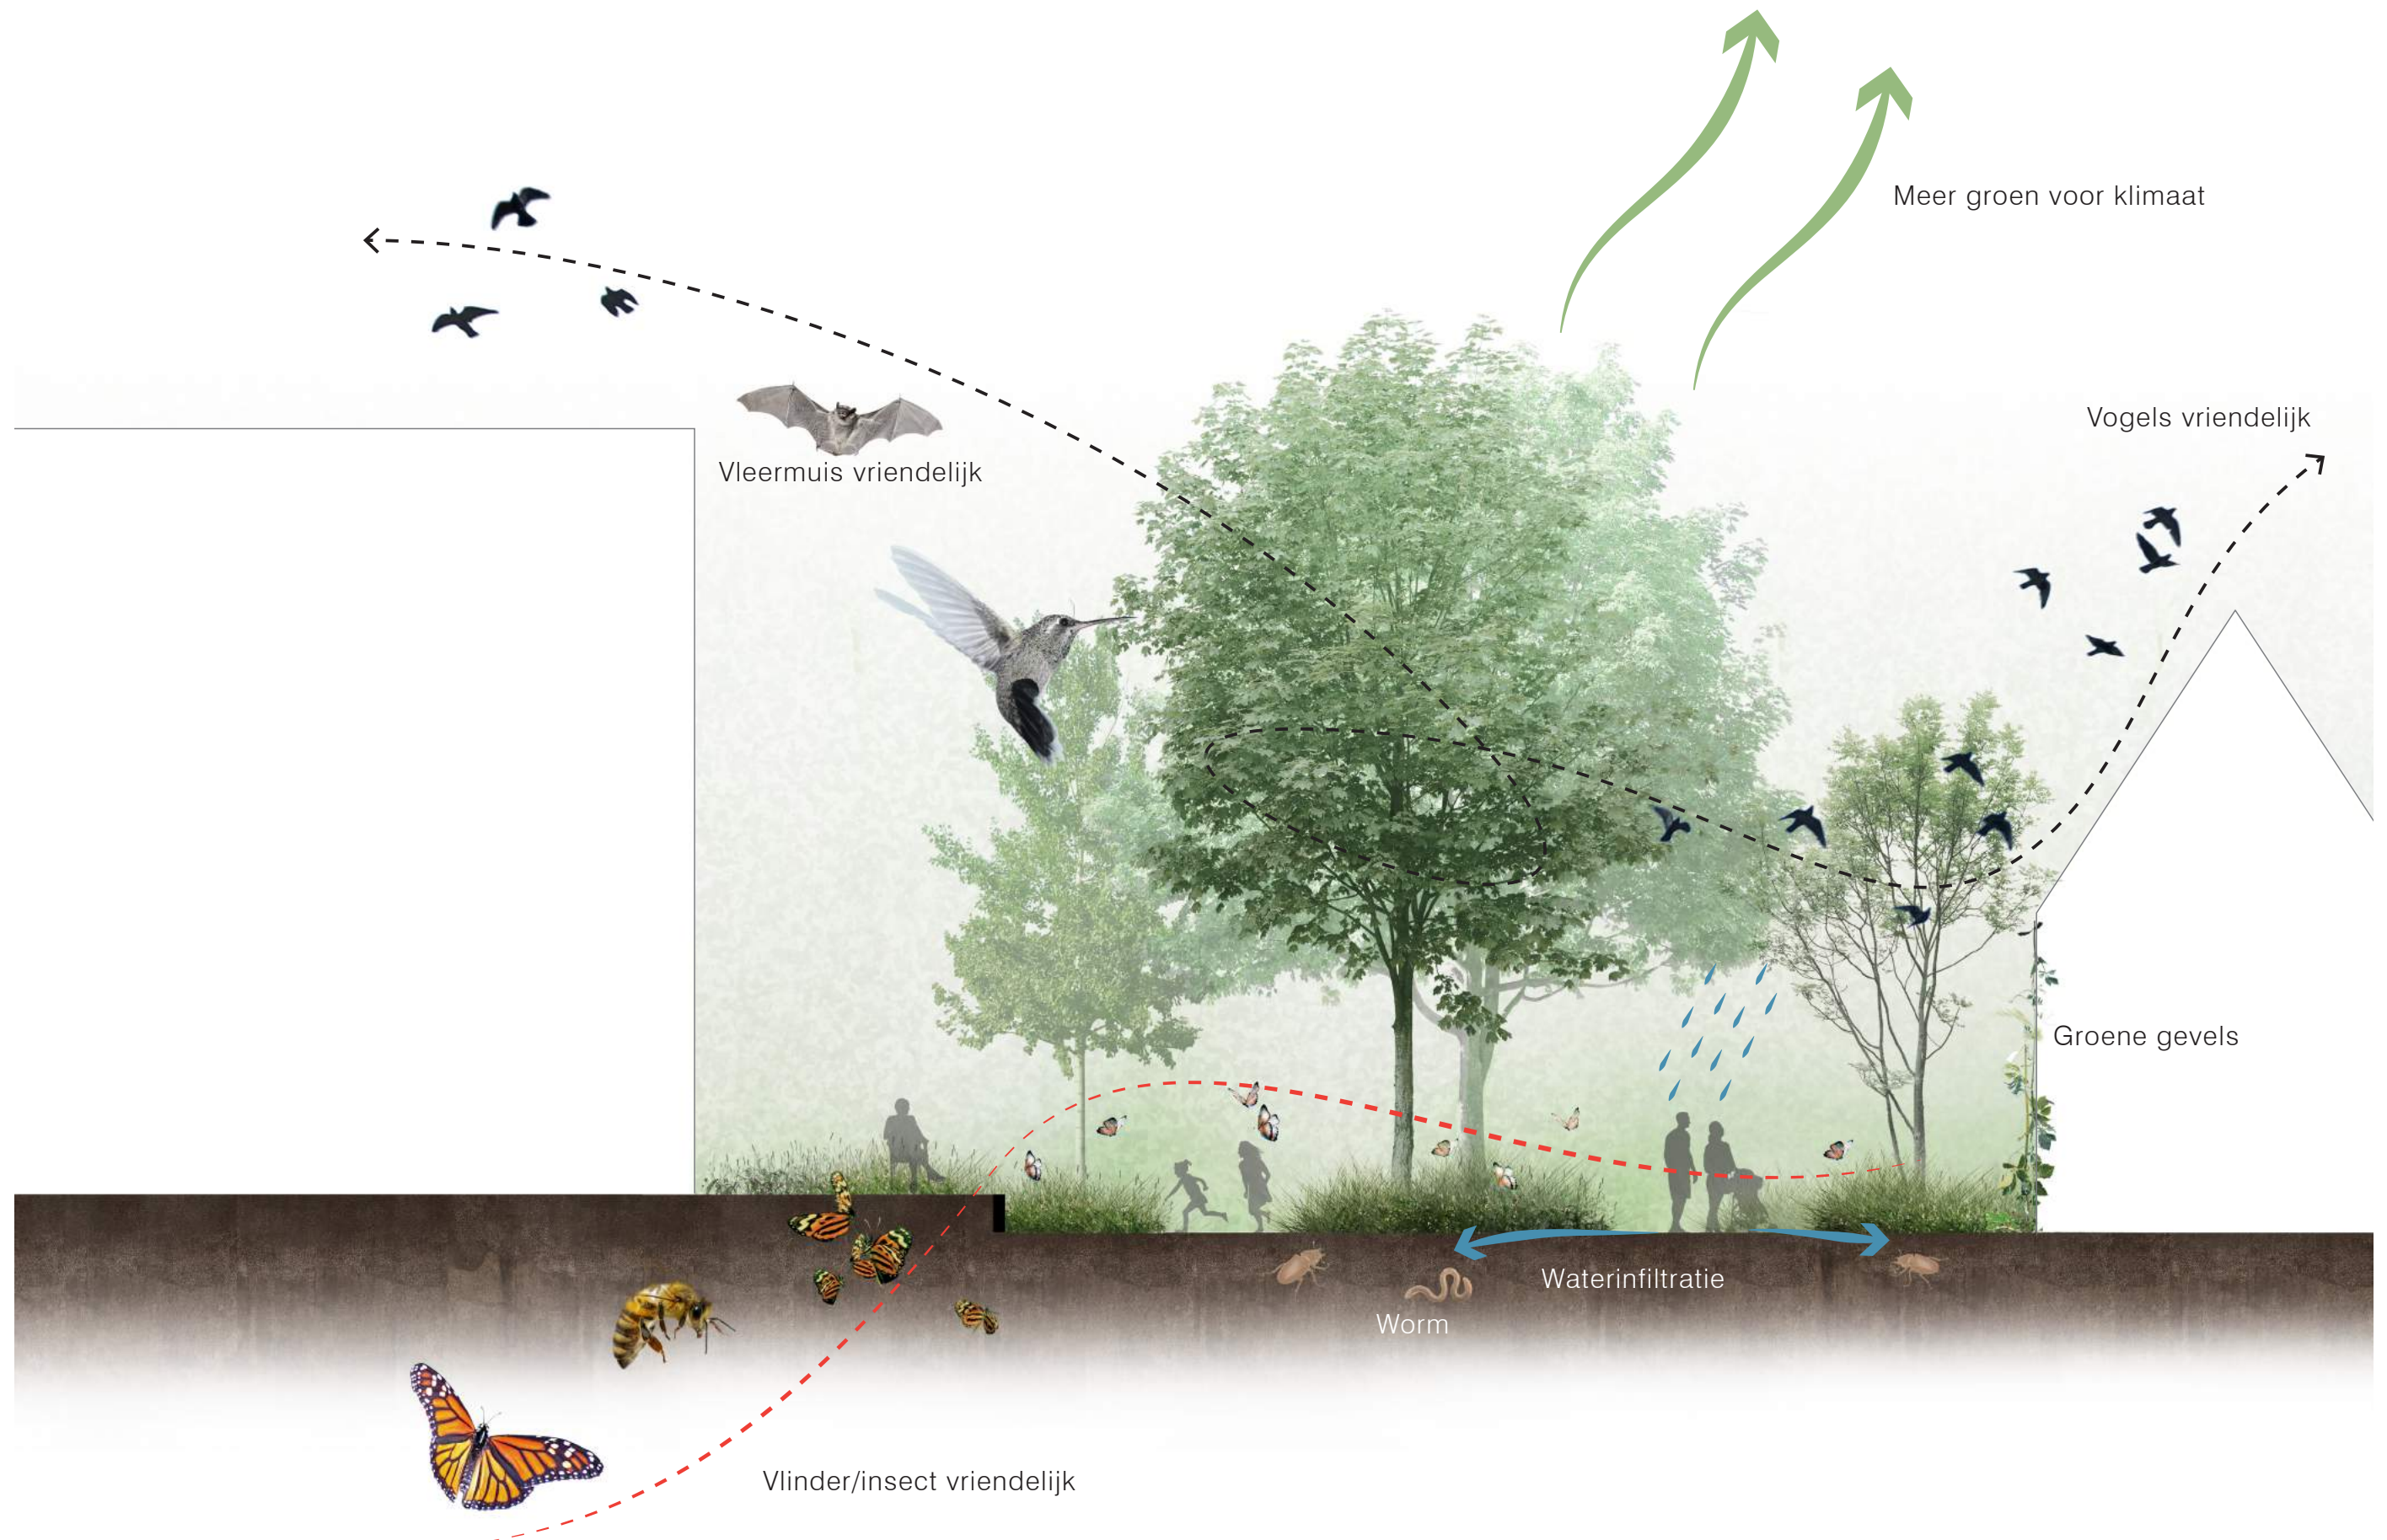 Meer groen voor klimaat
Vogels vriendelijk
Vleermuis vriendelijk
Groene gevels
Waterinfiltratie
Worm
Vlinder/insect vriendelijk